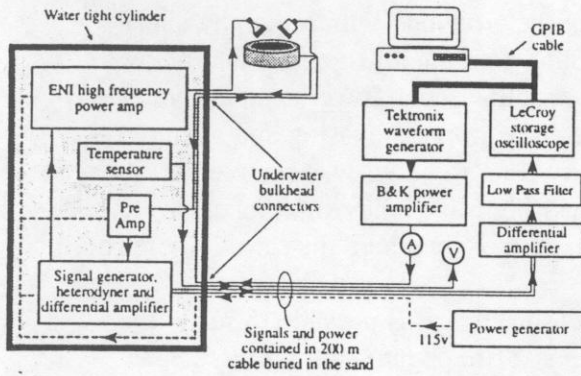 Water tight cylinder
GPIB
cable
ENI high frequency
power amp
Tektronix
waveform
generator
LeCroy
storage
oscilloscope
Temperature
sensor
Underwater
bulkhead
connectors
B&K power
amplifier
Low Pass Filter
Pre
Amp
A
V
Differential
amplifier
Signal generator,
heterodyner and
differential amplifier
Signals and power
contained in 200 m
cable buried in the sand
115v
Power generator